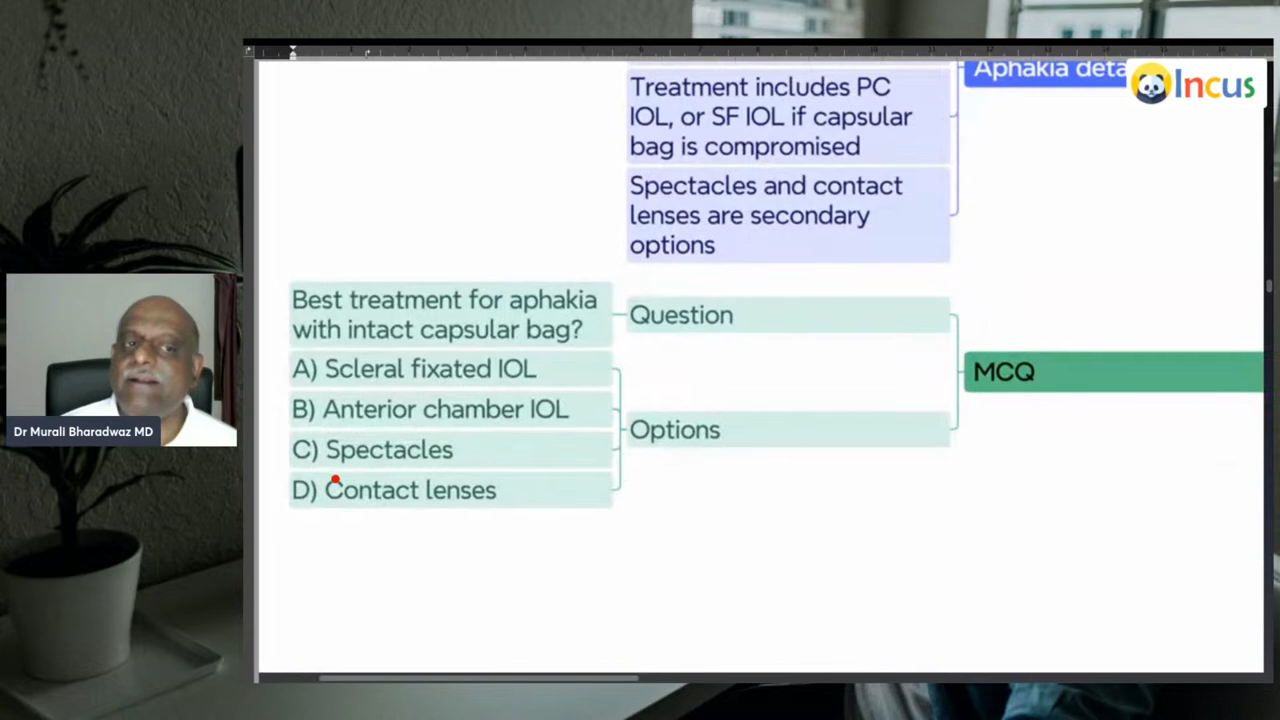 Aphakia deta
Incus
Treatment includes PC
IOL, or SF IOL if capsular
bag is compromised
Spectacles and contact
lenses are secondary
options
Best treatment for aphakia
with intact capsular bag?
Question
A) Scleral fixated IOL
B) Anterior chamber IOL
C) Spectacles
D) Contact lenses
Options
MCQ
Dr Murali Bharadwaz MD